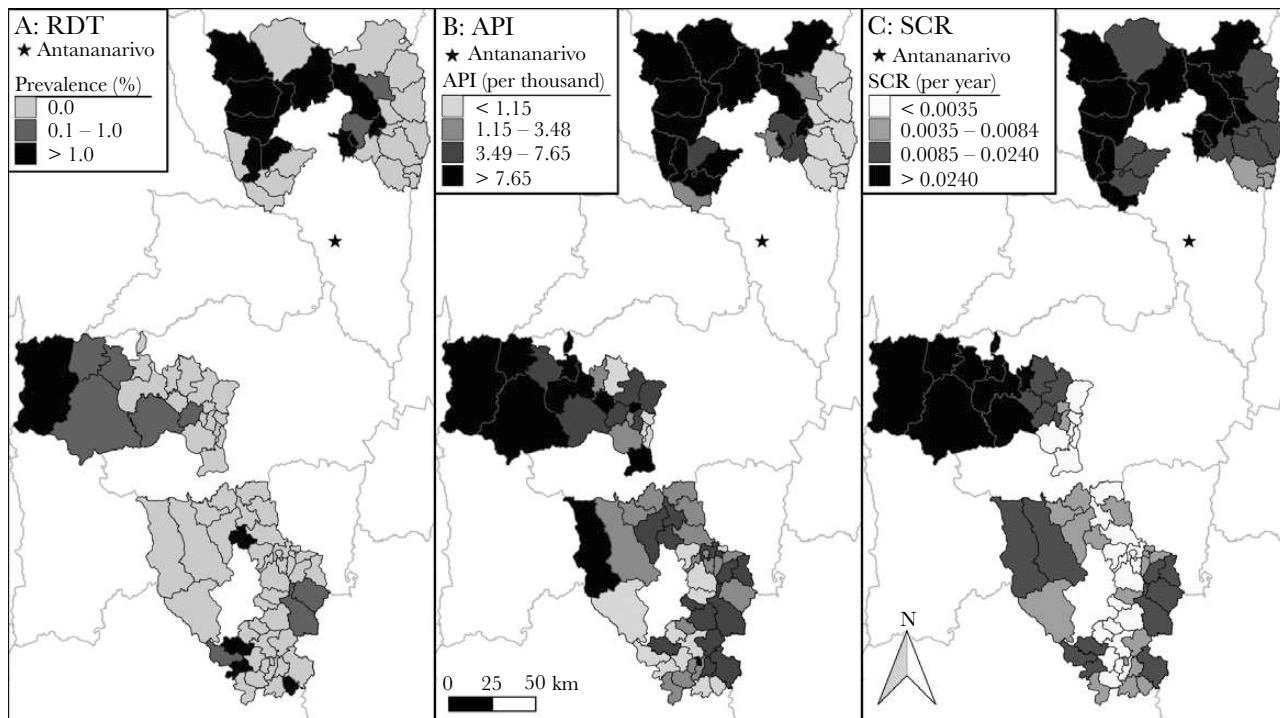 A: RDT
★ Antananarivo
Prevalence (%)
0.0
0.1 – 1.0
> 1.0
B: API
★ Antananarivo
API (per thousand)
< 1.15
1.15 – 3.48
3.49 – 7.65
> 7.65
0 25 50 km
C: SCR
★ Antananarivo
SCR (per year)
< 0.0035
0.0035 – 0.0084
0.0085 – 0.0240
> 0.0240
N